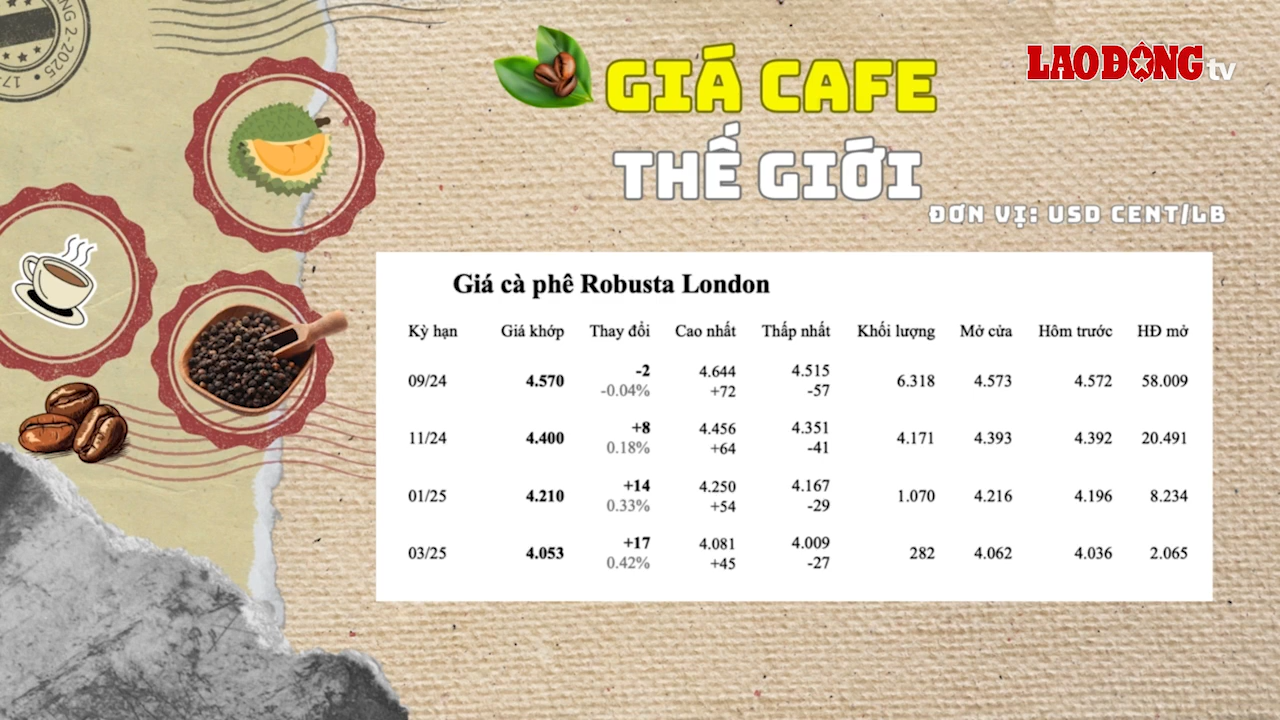 NG 2-2025
17-
GIÁ CAFE
LAO ĐỘNG tv
THẾ GIỚI
ĐƠN VỊ: USD CENT/LB
Giá cà phê Robusta London
Kỳ hạn Giá khớp Thay đổi Cao nhất Thấp nhất Khối lượng Mở cửa Hôm trước HĐ mở
09/24 4.570 -2 -0.04% 4.644 +72 4.515 -57 6.318 4.573 4.572 58.009
11/24 4.400 +8 0.18% 4.456 +64 4.351 -41 4.171 4.393 4.392 20.491
01/25 4.210 +14 0.33% 4.250 +54 4.167 -29 1.070 4.216 4.196 8.234
03/25 4.053 +17 0.42% 4.081 +45 4.009 -27 282 4.062 4.036 2.065